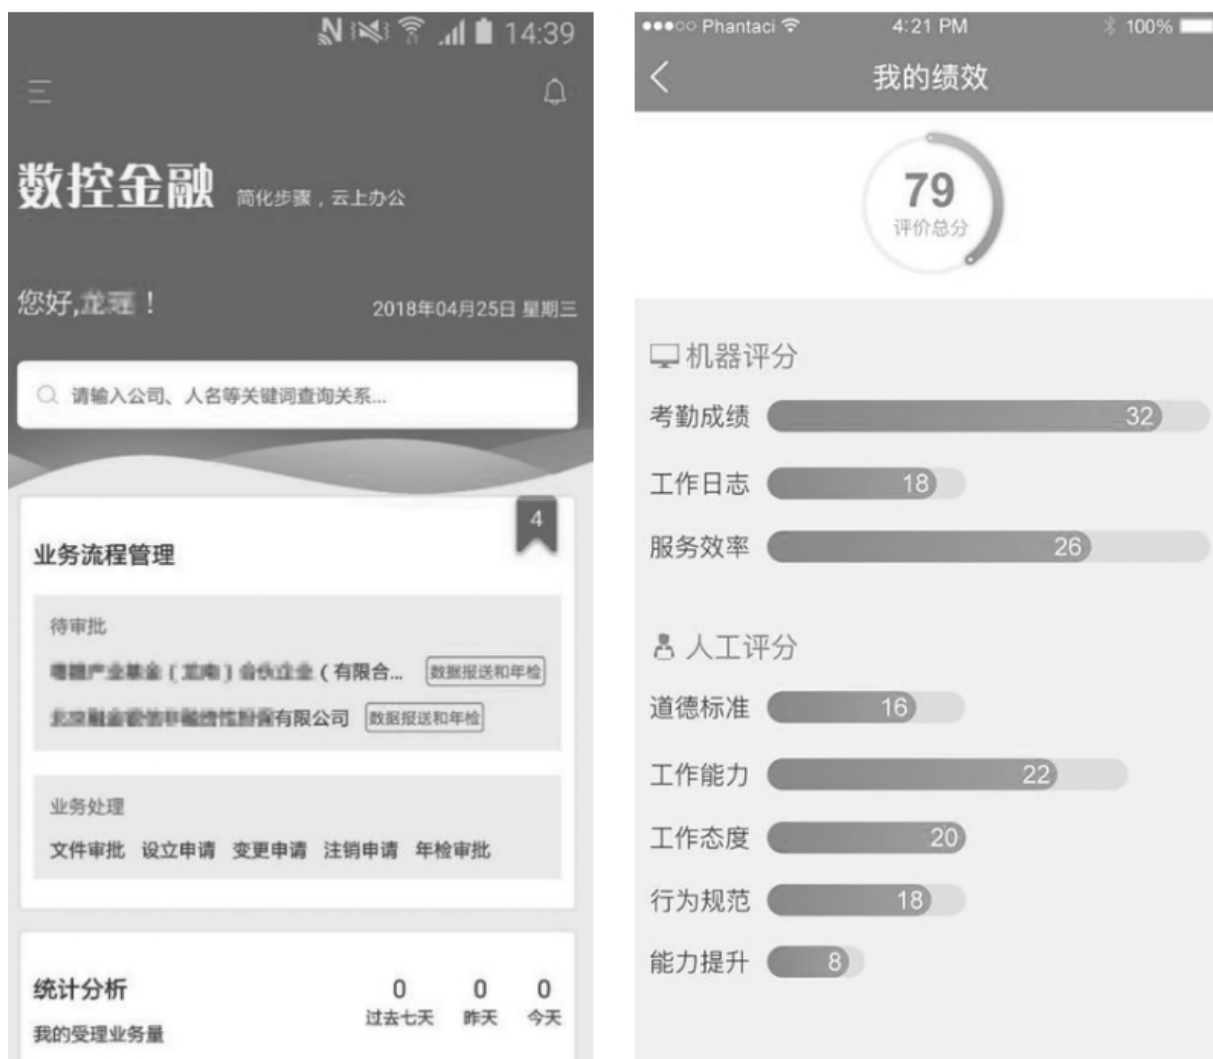 14:39
数控金融 简化步骤，云上办公
您好,
！
2018年04月25日 星期三
请输入公司、人名等关键词查询关系...
4
业务流程管理
待审批
(有限合... 数据报送和年检
有限公司 数据报送和年检
业务处理
文件审批 设立申请 变更申请 注销申请 年检审批
统计分析
0 0 0
过去七天 昨天 今天
我的受理业务量
Phantaci 4:21 PM 100%
我的绩效
79
评价总分
机器评分
考勤成绩 32
工作日志 18
服务效率 26
人工评分
道德标准 16
工作能力 22
工作态度 20
行为规范 18
能力提升 8